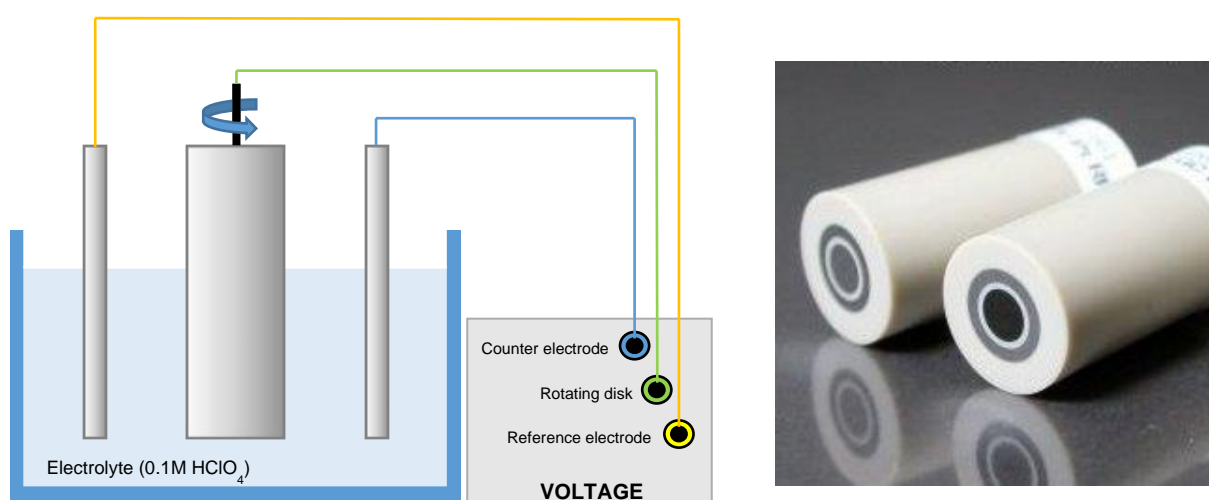 Counter electrode
Rotating disk
Reference electrode
Electrolyte (0.1M HClO₄)
VOLTAGE